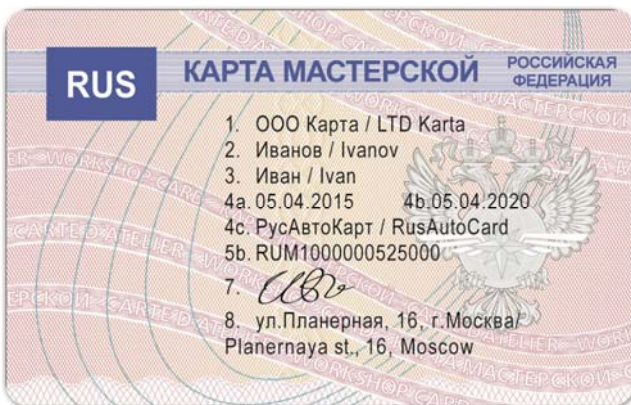 RUS
КАРТА МАСТЕРСКОЙ
РОССИЙСКАЯ
ФЕДЕРАЦИЯ
1. ООО Карта / LTD Karta
2. Иванов / Ivanov
3. Иван / Ivan
4a. 05.04.2015 4b.05.04.2020
4c. РусАвтоКарт / RusAutoCard
5b. RUM1000000525000
7.
8. ул.Планерная, 16, г.Москва/
Planernaya st., 16, Moscow